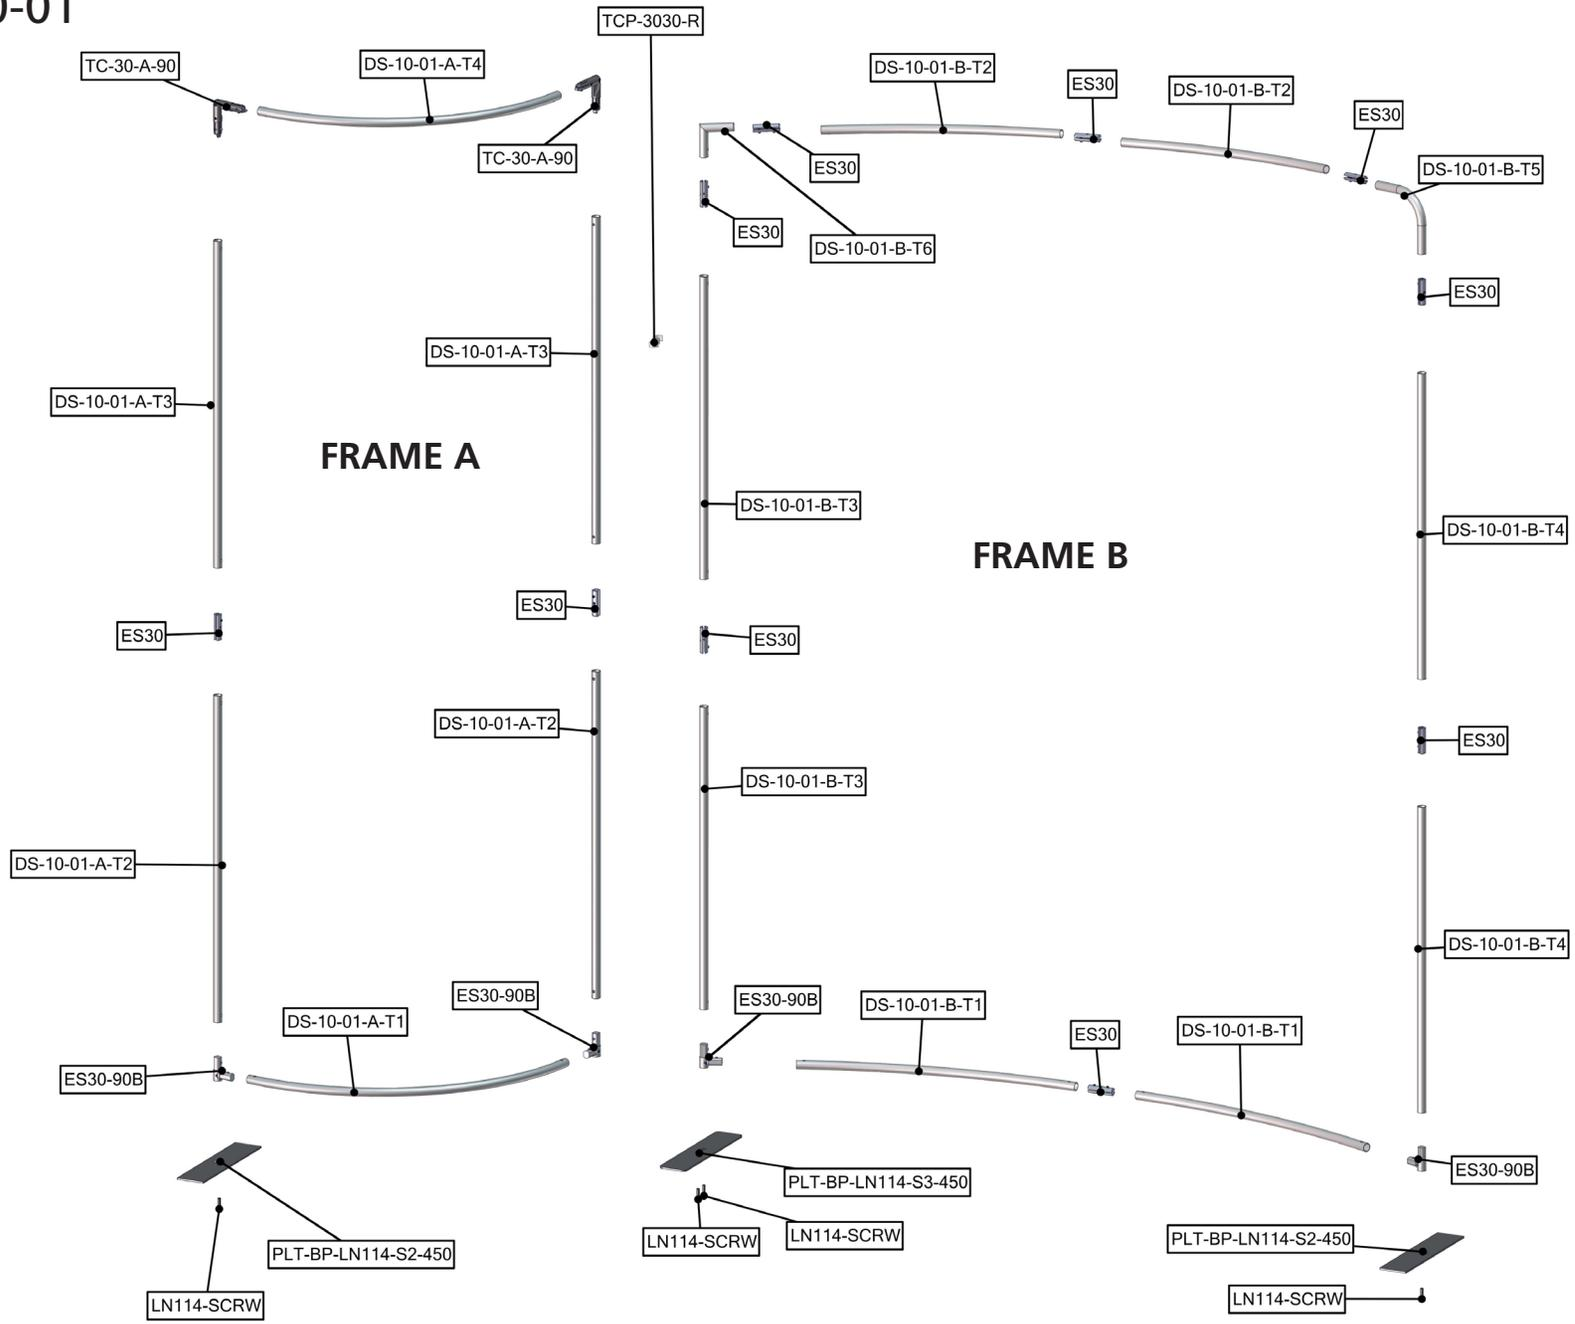 0-01
TCP-3030-R
TC-30-A-90
DS-10-01-A-T4
DS-10-01-B-T2
ES30
DS-10-01-B-T2
ES30
TC-30-A-90
ES30
DS-10-01-B-T5
ES30
DS-10-01-B-T6
ES30
DS-10-01-A-T3
DS-10-01-A-T3
FRAME A
DS-10-01-B-T3
FRAME B
DS-10-01-B-T4
ES30
ES30
ES30
DS-10-01-A-T2
ES30
DS-10-01-B-T3
DS-10-01-A-T2
DS-10-01-B-T4
ES30-90B
ES30-90B
DS-10-01-B-T1
DS-10-01-A-T1
ES30
DS-10-01-B-T1
ES30-90B
ES30-90B
PLT-BP-LN114-S3-450
LN114-SCRW
LN114-SCRW
PLT-BP-LN114-S2-450
PLT-BP-LN114-S2-450
LN114-SCRW
LN114-SCRW